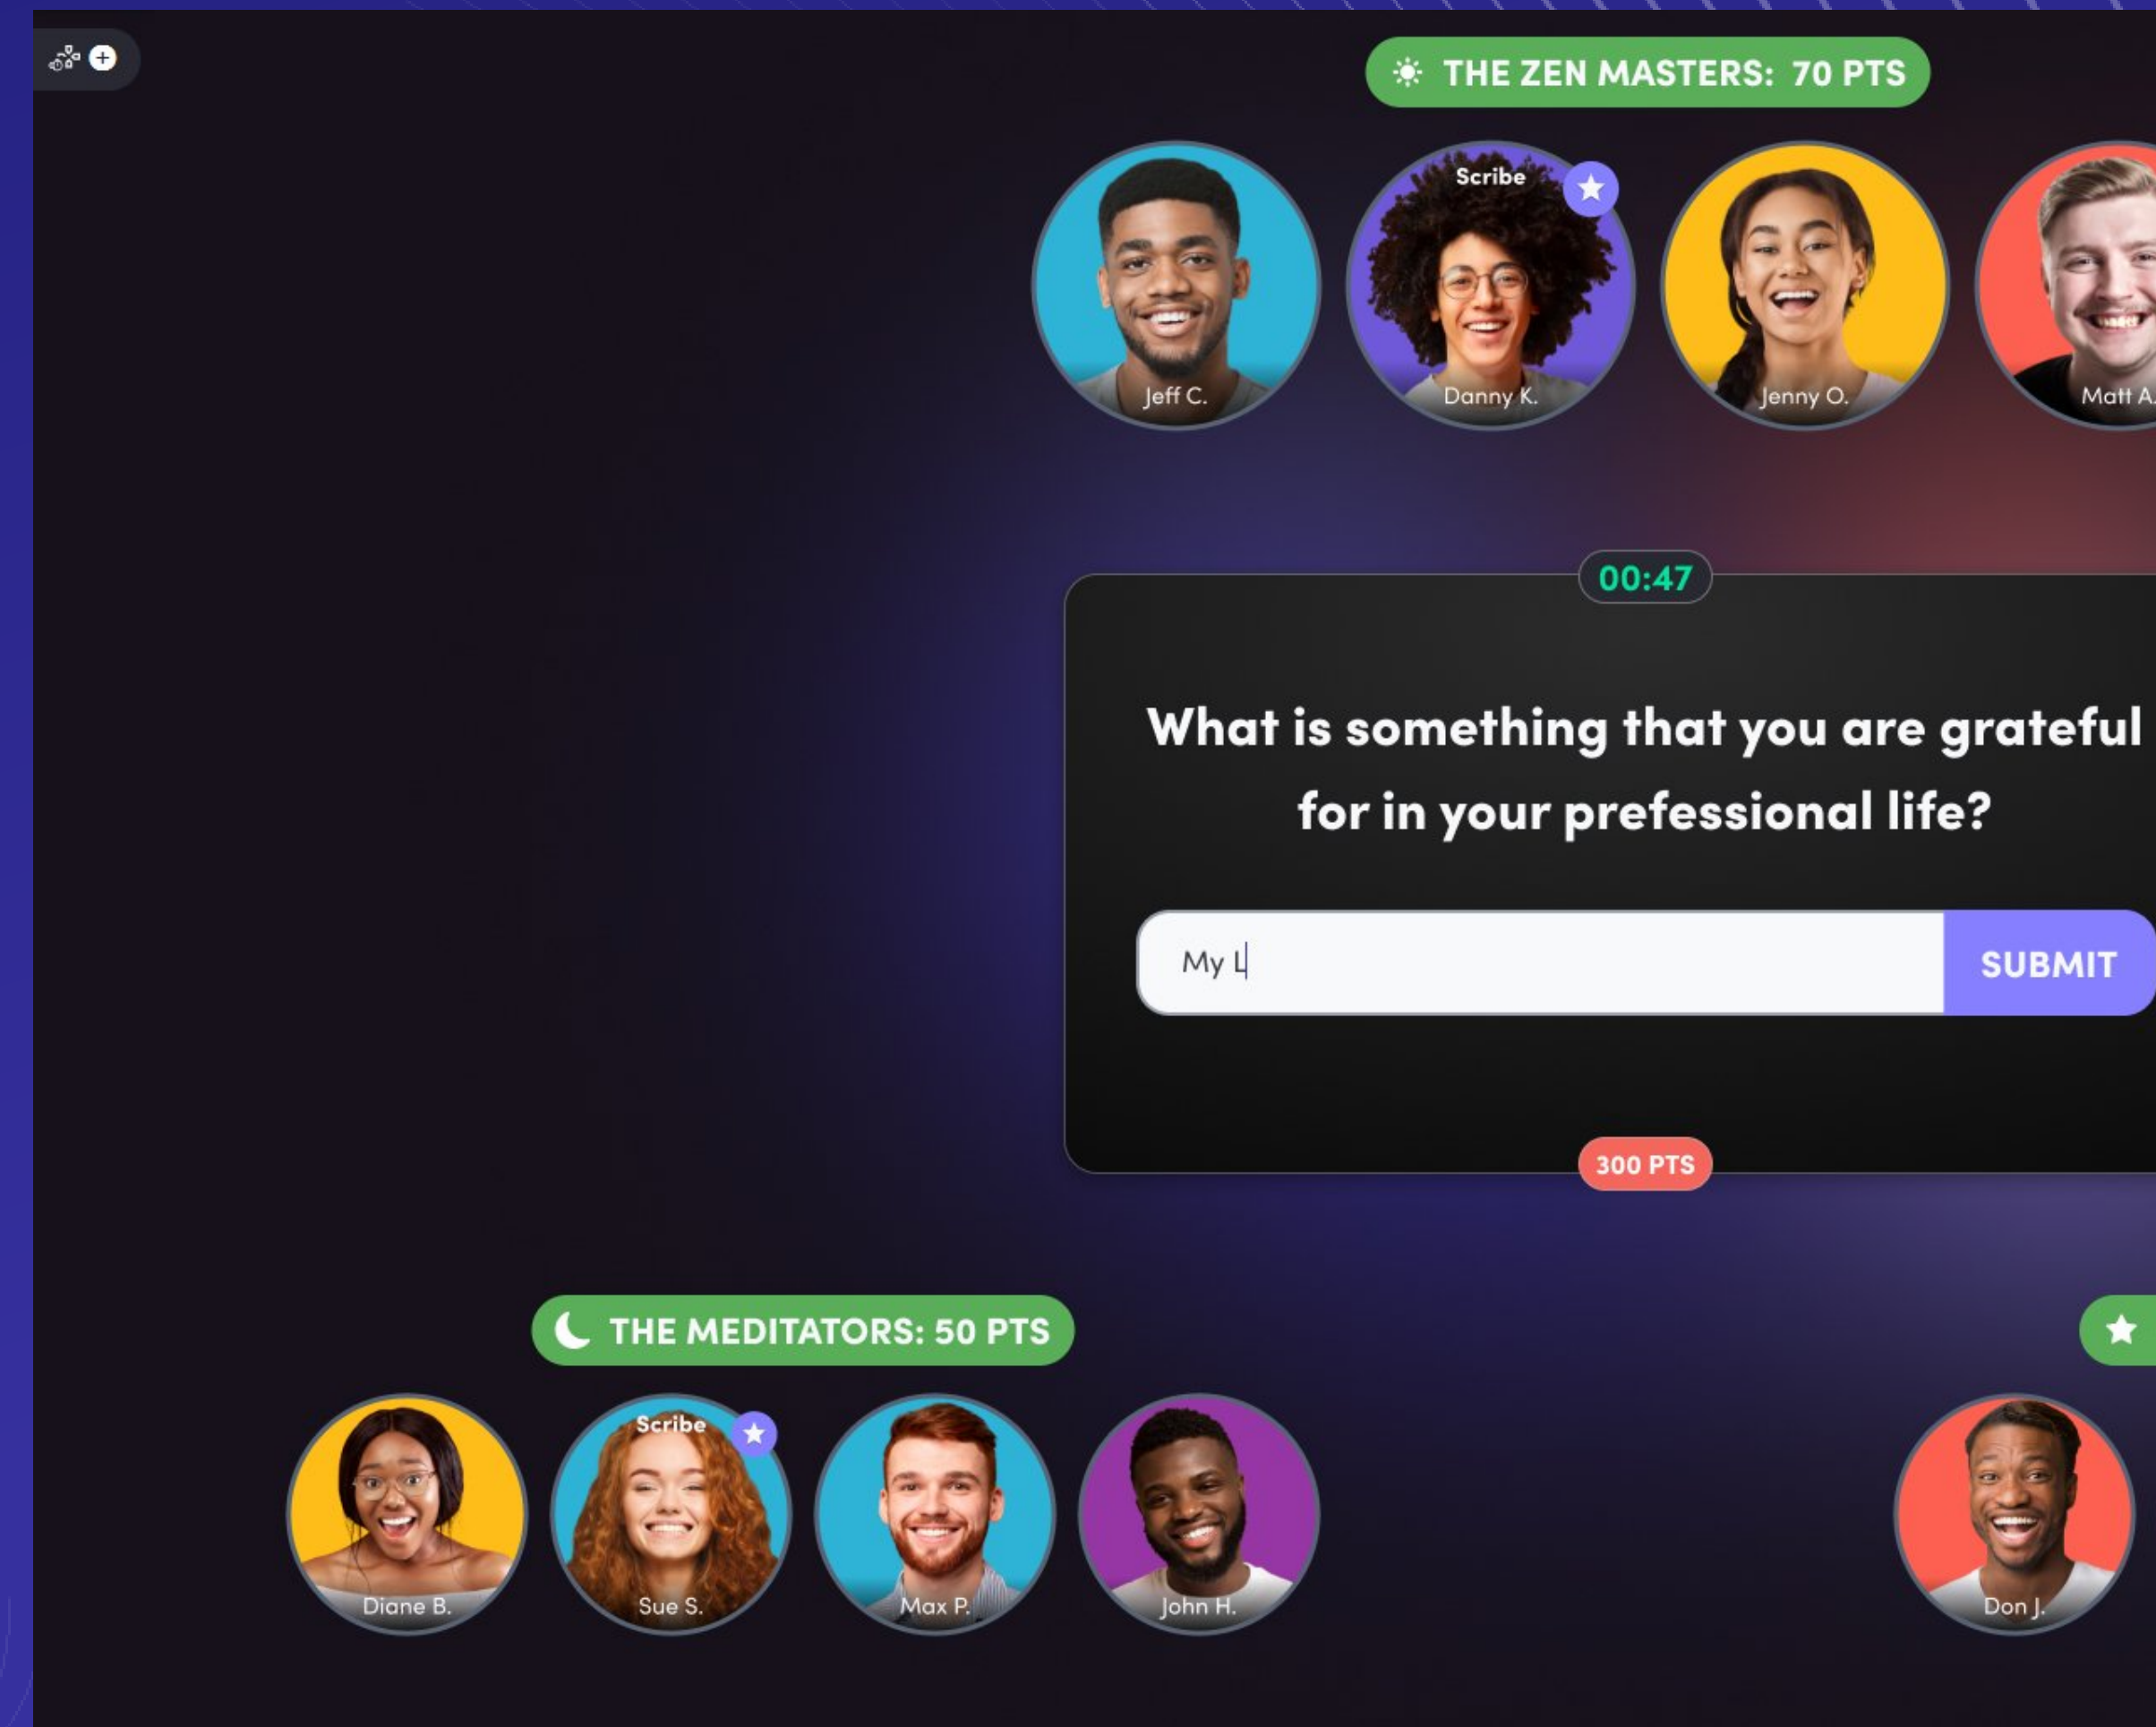 THE ZEN MASTERS: 70 PTS
Scribe
Jeff C.
Danny K.
Jenny O.
Matt A.
00:47
What is something that you are grateful
for in your prefessional life?
My L
SUBMIT
300 PTS
THE MEDITATORS: 50 PTS
Scribe
Diane B.
Sue S.
Max P.
John H.
Don J.